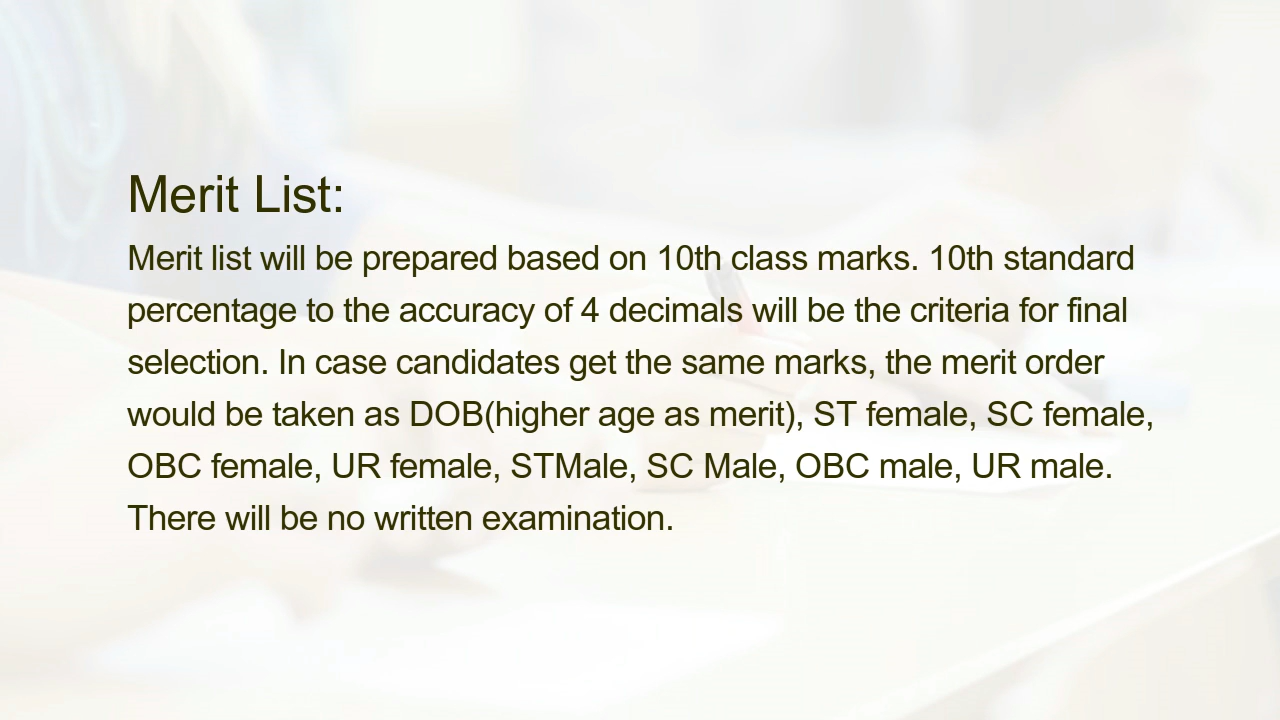 Merit List:
Merit list will be prepared based on 10th class marks. 10th standard
percentage to the accuracy of 4 decimals will be the criteria for final
selection. In case candidates get the same marks, the merit order
would be taken as DOB(higher age as merit), ST female, SC female,
OBC female, UR female, STMale, SC Male, OBC male, UR male.
There will be no written examination.